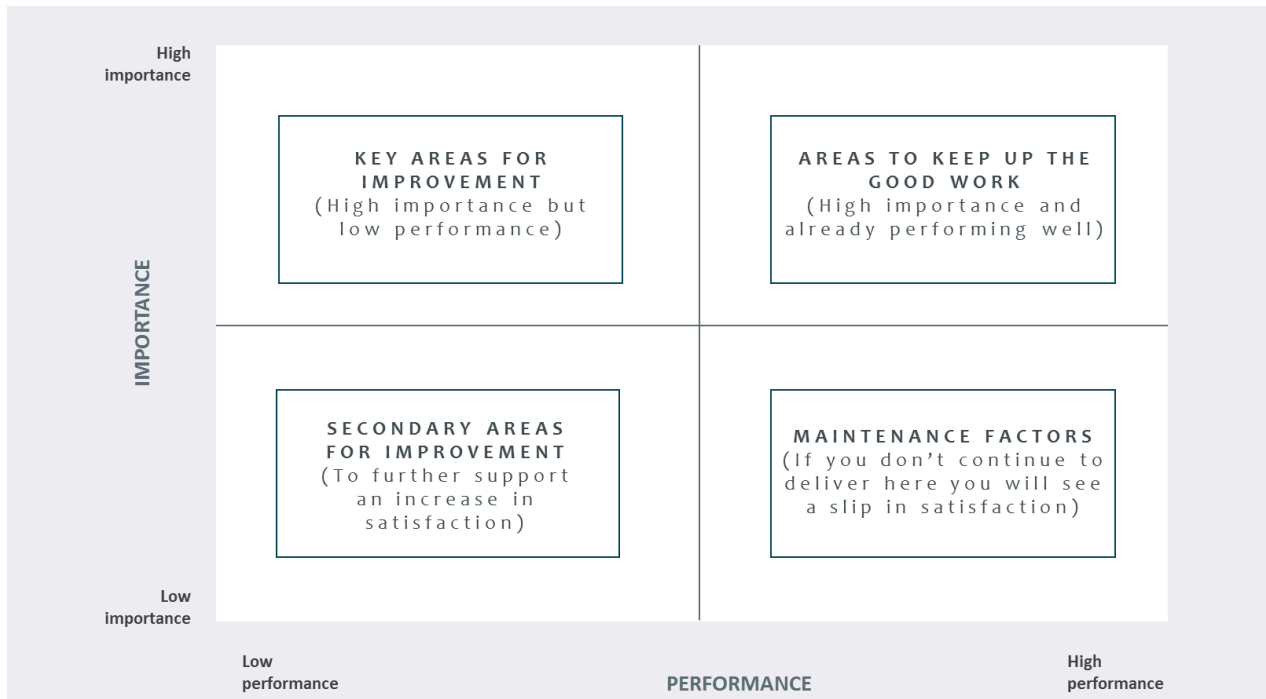 High
importance
KEY AREAS FOR
IMPROVEMENT
(High importance but
low performance)
AREAS TO KEEP UP THE
GOOD WORK
(High importance and
already performing well)
IMPORTANCE
SECONDARY AREAS
FOR IMPROVEMENT
(To further support
an increase in
satisfaction)
MAINTENANCE FACTORS
(If you don’t continue to
deliver here you will see
a slip in satisfaction)
Low
importance
Low
performance
PERFORMANCE
High
performance